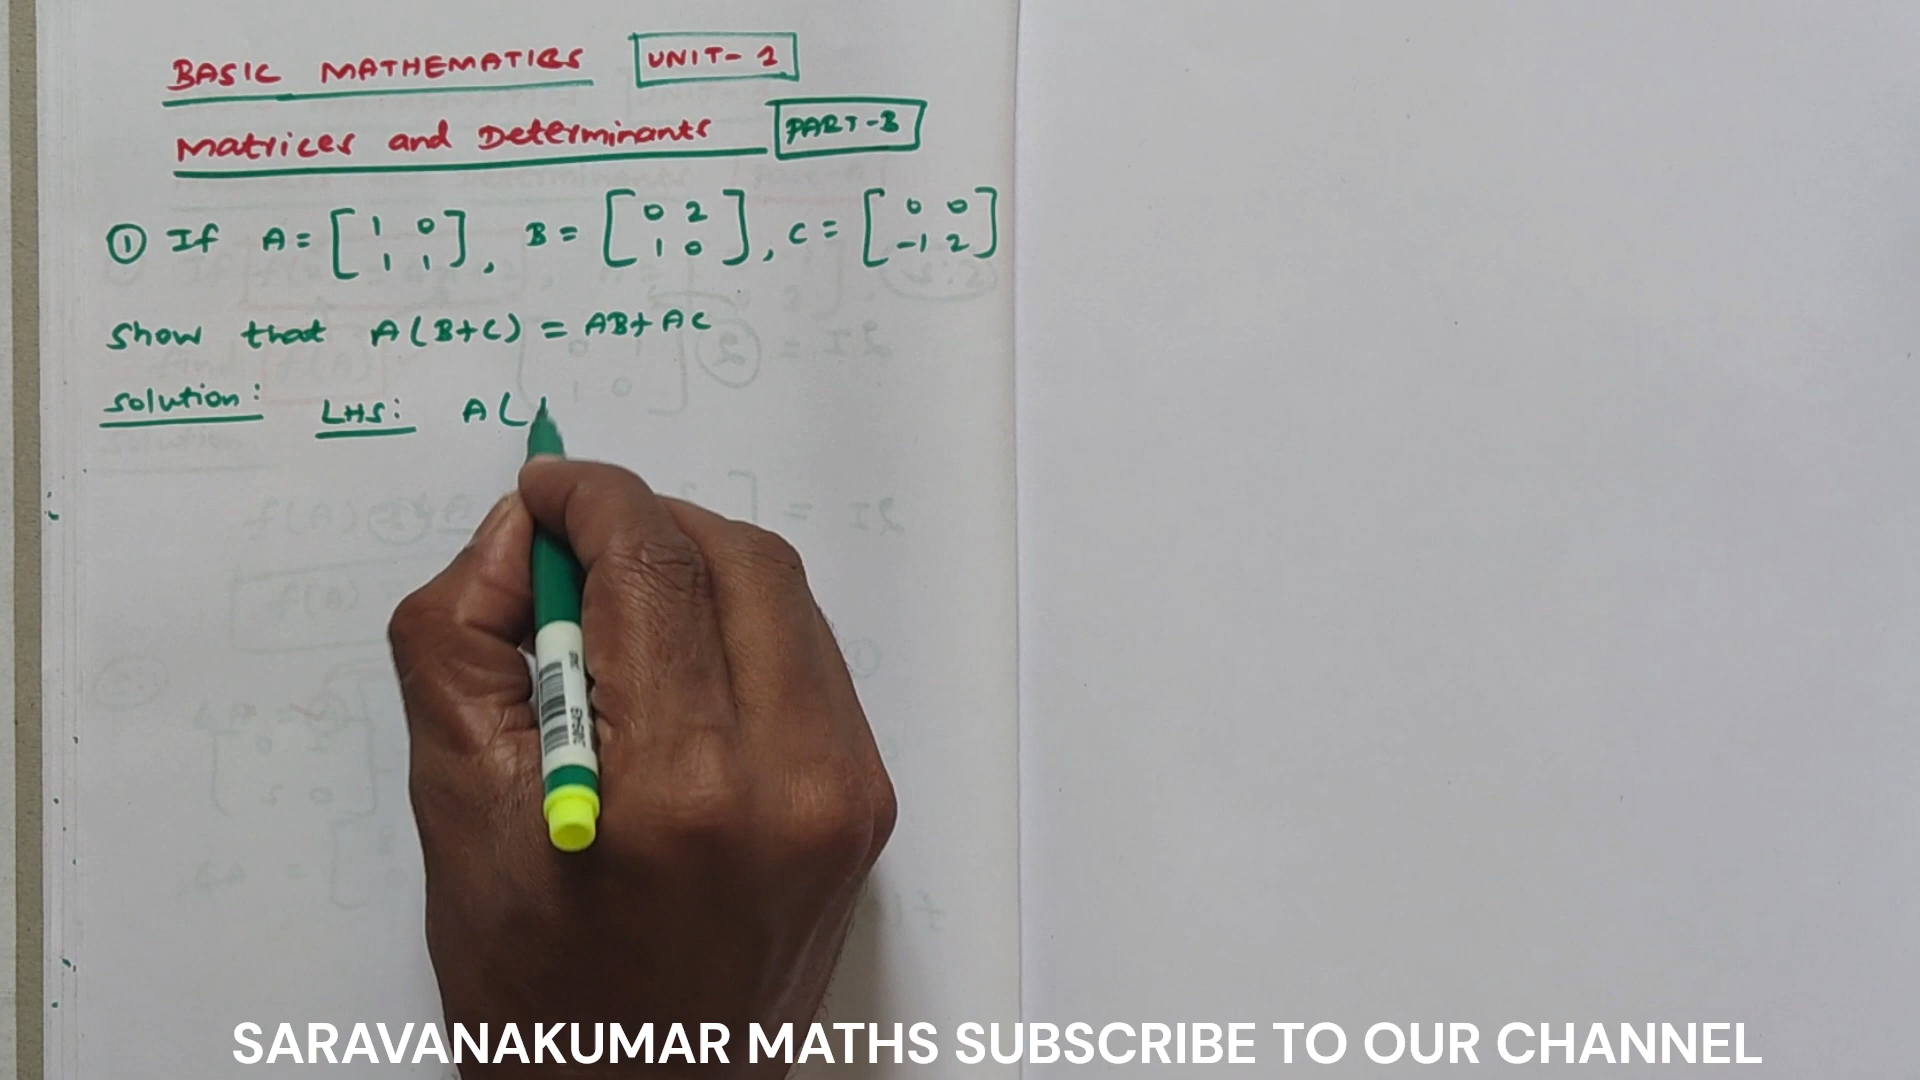 BASIC MATHEMATICS UNIT-1
Matrices and Determinants PART-B
① If A = [1 0 1 1], B = [0 2 1 0], C = [0 0 -1 2]
Show that A(B+C) = AB+AC
Solution: LHS: A(
SARAVANAKUMAR MATHS SUBSCRIBE TO OUR CHANNEL